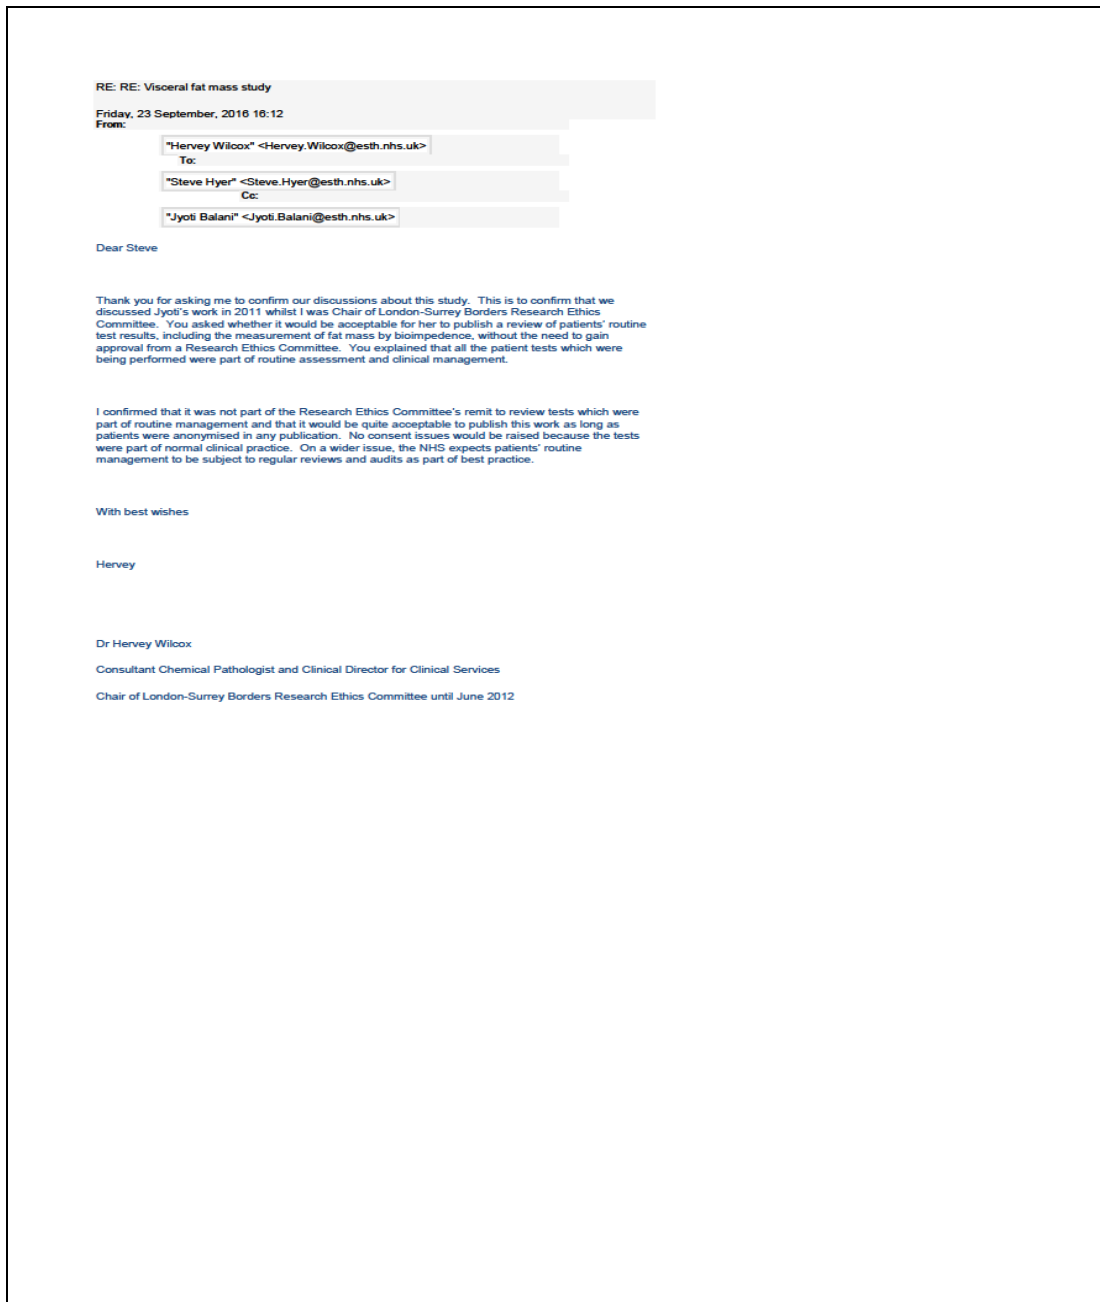 RE: RE: Visceral fat mass study
Friday, 23 September, 2016 16:12
From:
"Hervey Wilcox" <Hervey.Wilcox@esth.nhs.uk>
To:
"Steve Hyer" <Steve.Hyer@esth.nhs.uk>
Cc:
"Jyoti Balani" <Jyoti.Balani@esth.nhs.uk>
Dear Steve
Thank you for asking me to confirm our discussions about this study. This is to confirm that we
discussed Jyoti's work in 2011 whilst I was Chair of London-Surrey Borders Research Ethics
Committee. You asked whether it would be acceptable for her to publish a review of patients' routine
test results, including the measurement of fat mass by bioimpedence, without the need to gain
approval from a Research Ethics Committee. You explained that all the patient tests which were
being performed were part of routine assessment and clinical management.
I confirmed that it was not part of the Research Ethics Committee's remit to review tests which were
part of routine management and that it would be quite acceptable to publish this work as long as
patients were anonymised in any publication. No consent issues would be raised because the tests
were part of normal clinical practice. On a wider issue, the NHS expects patients' routine
management to be subject to regular reviews and audits as part of best practice.
With best wishes
Hervey
Dr Hervey Wilcox
Consultant Chemical Pathologist and Clinical Director for Clinical Services
Chair of London-Surrey Borders Research Ethics Committee until June 2012